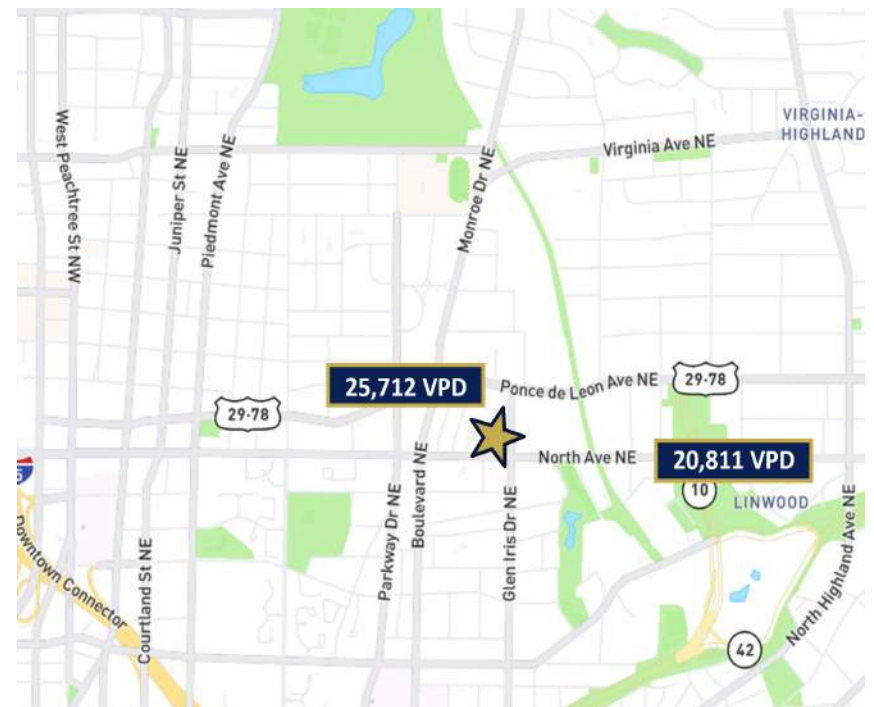 West Peachtree St NW
Juniper St NE
Piedmont Ave NE
Monroe Dr NE
Virginia Ave NE
VIRGINIA-
HIGHLAND
25,712 VPD
Ponce de Leon Ave NE
29·78
29·78
North Ave NE
20,811 VPD
10
LINWOOD
5
Downtown Connector
Courtland St NE
Parkway Dr NE
Boulevard NE
Glen Iris Dr NE
North Highland Ave NE
42